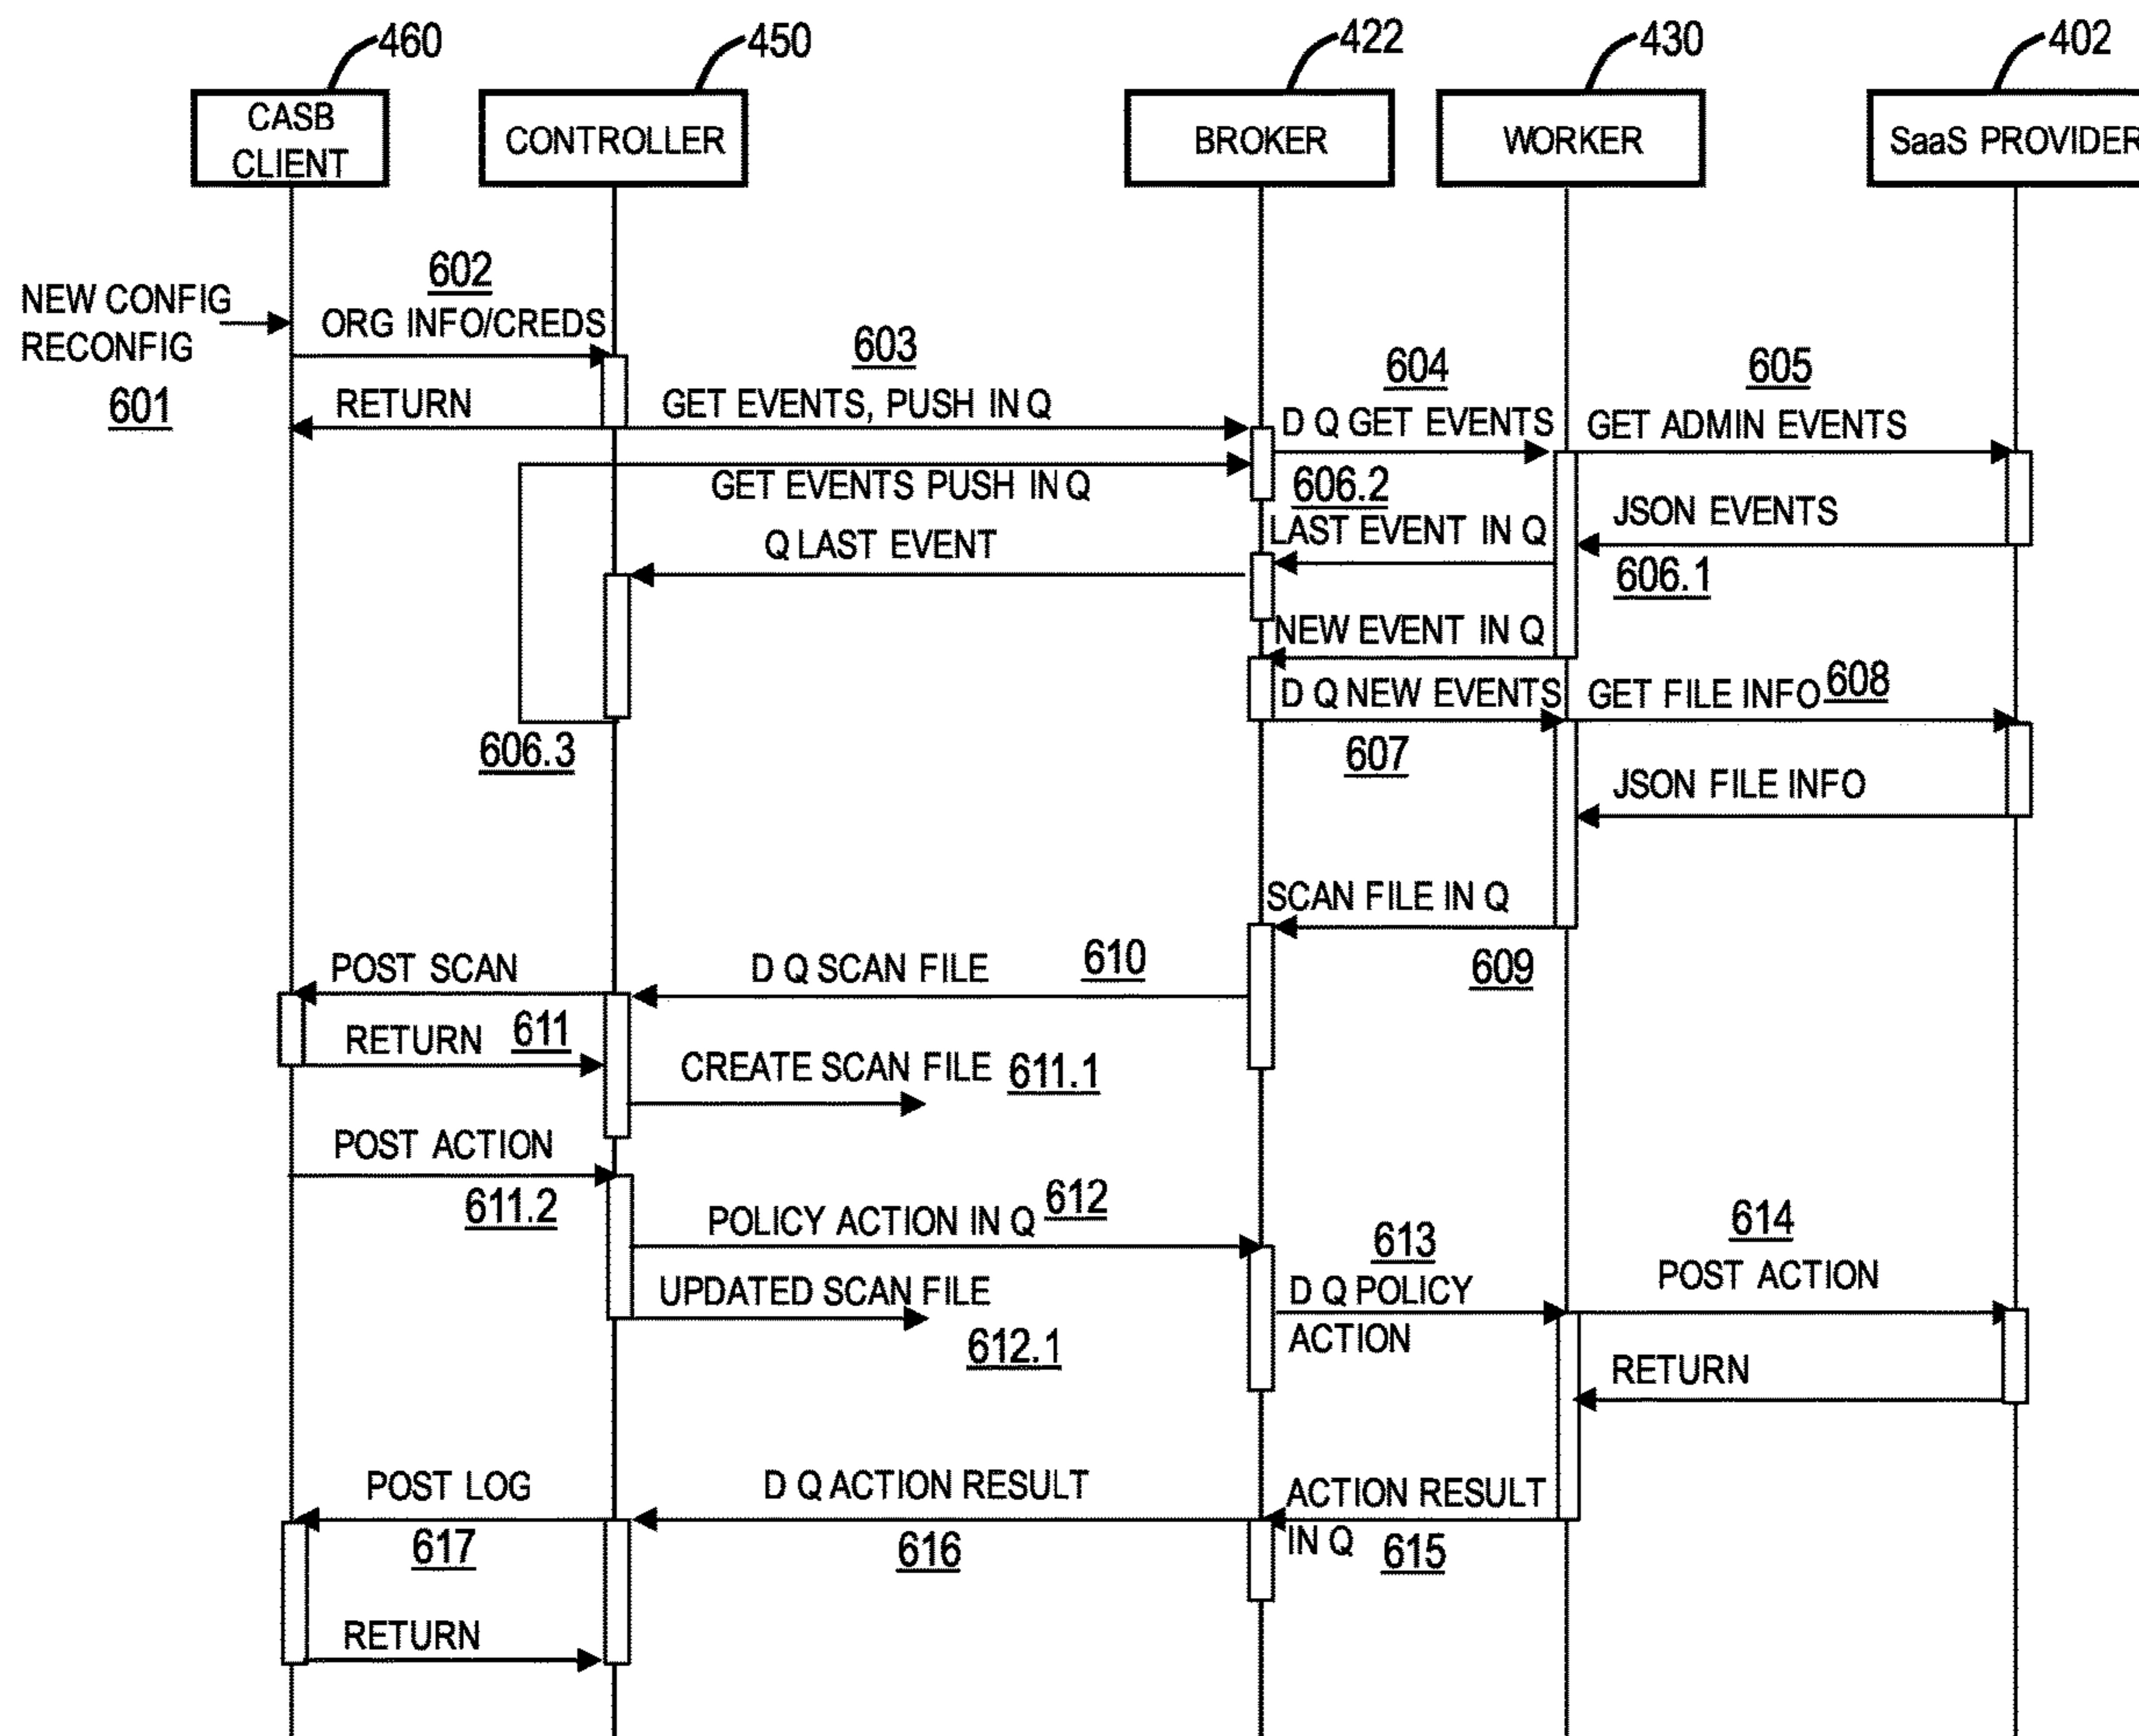 460
450
422
430
402
CASB
CLIENT
CONTROLLER
BROKER
WORKER
SaaS PROVIDER
602
NEW CONFIG
RECONFIG
601
ORG INFO/CREDS
603
604
605
RETURN
GET EVENTS, PUSH IN Q
D Q GET EVENTS
GET ADMIN EVENTS
GET EVENTS PUSH IN Q
606.2
LAST EVENT IN Q
JSON EVENTS
Q LAST EVENT
606.1
NEW EVENT IN Q
D Q NEW EVENTS
GET FILE INFO 608
606.3
607
JSON FILE INFO
SCAN FILE IN Q
609
POST SCAN
D Q SCAN FILE
610
RETURN 611
CREATE SCAN FILE 611.1
POST ACTION
611.2
POLICY ACTION IN Q 612
613
614
UPDATED SCAN FILE
612.1
D Q POLICY
ACTION
POST ACTION
RETURN
POST LOG
617
D Q ACTION RESULT
616
ACTION RESULT
IN Q 615
RETURN